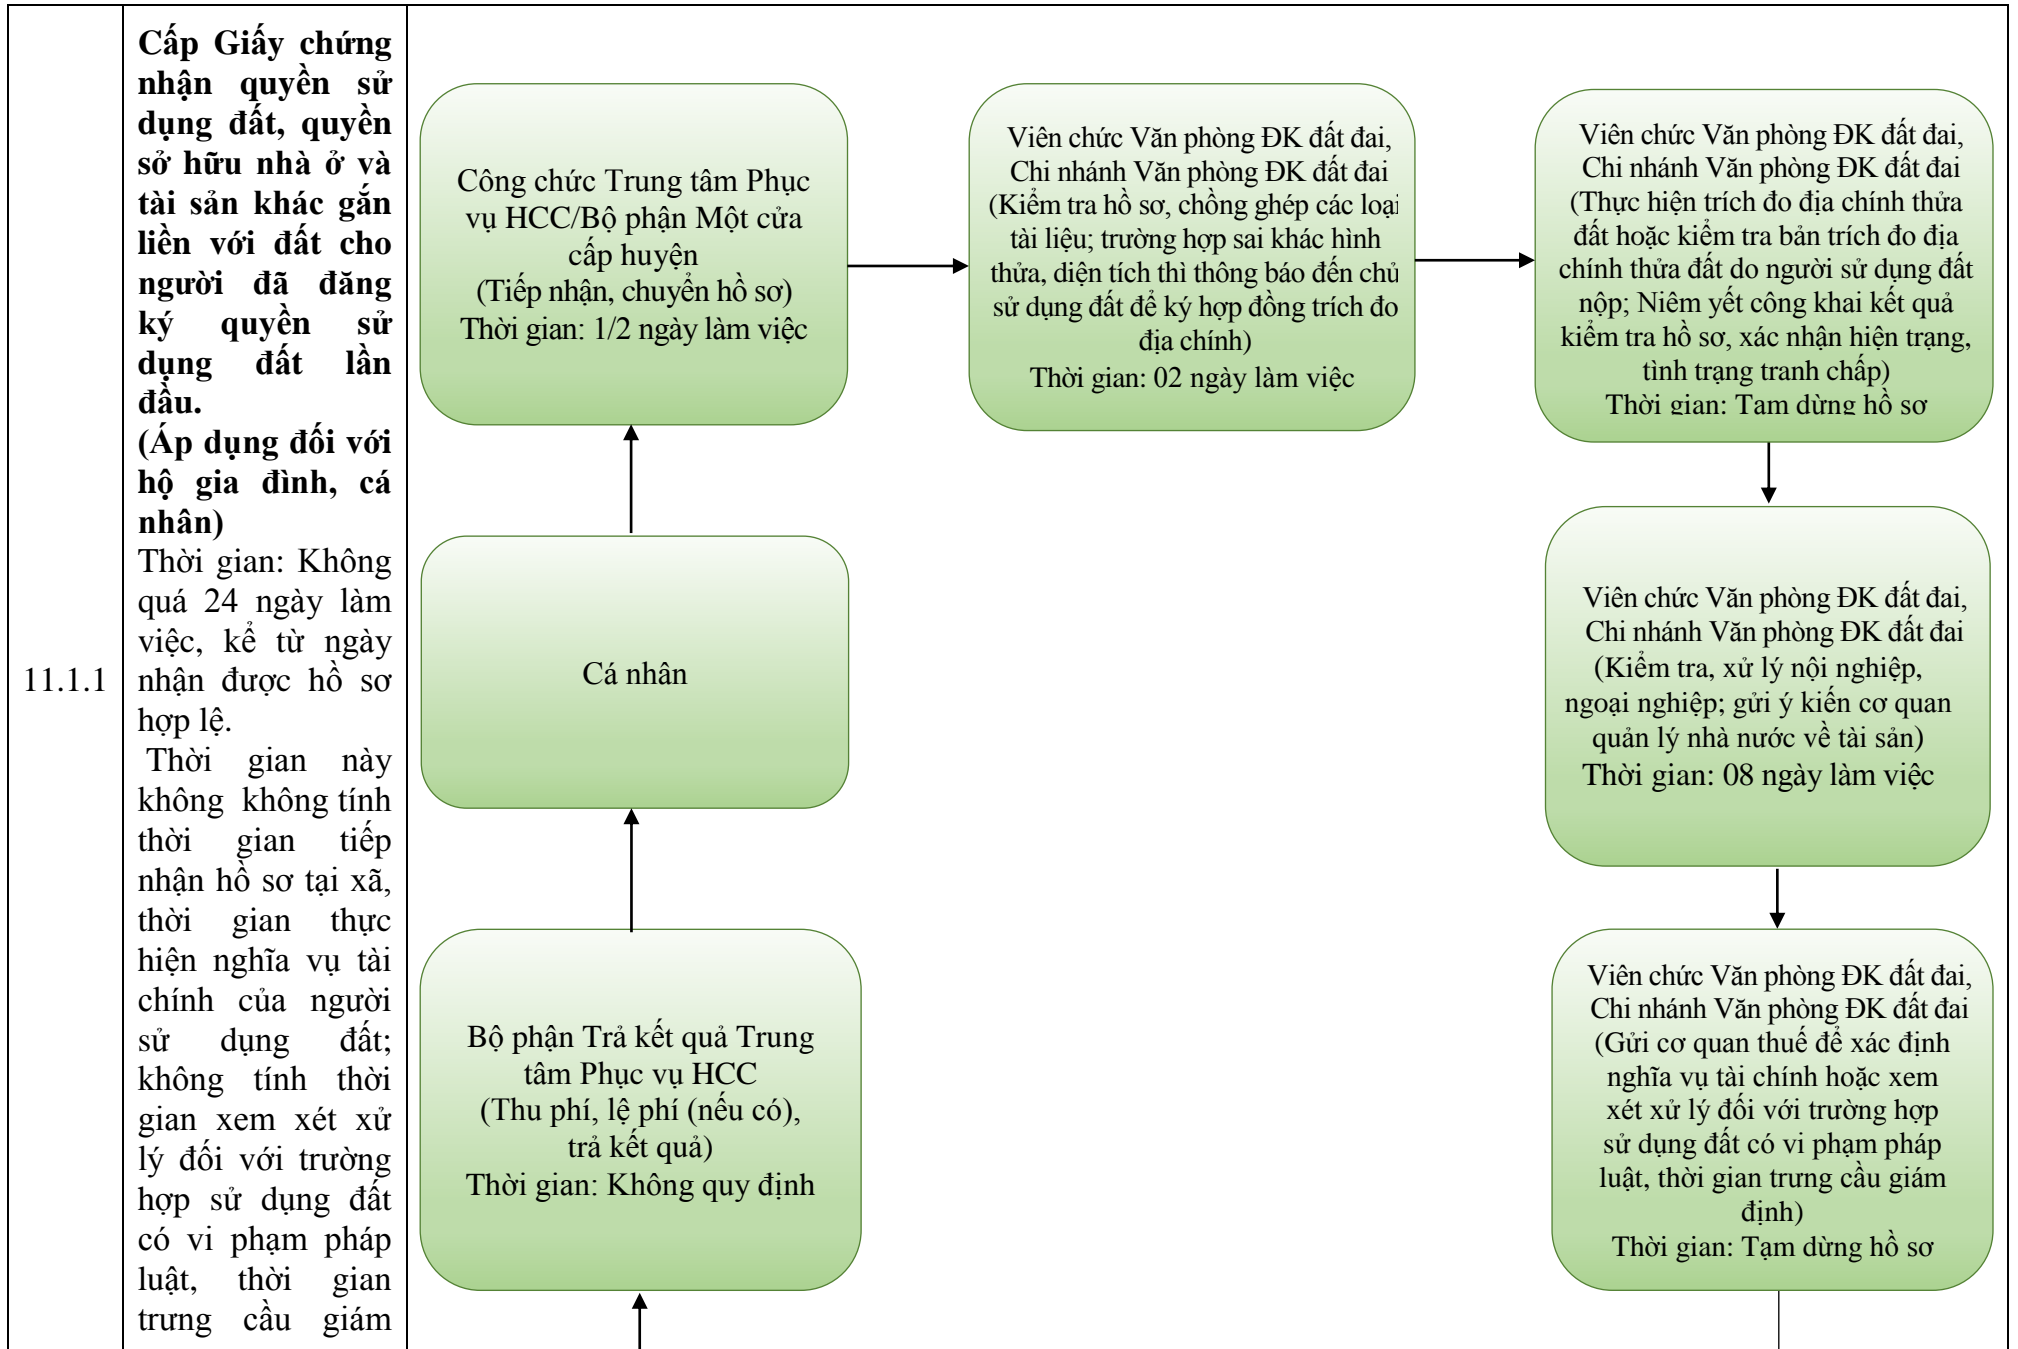 11.1.1
Cấp Giấy chứng
nhận quyền sử
dụng đất, quyền
sở hữu nhà ở và
tài sản khác gắn
liền với đất cho
người đã đăng
ký quyền sử
dụng đất lần
đầu.
(Áp dụng đối với
hộ gia đình, cá
nhân)
Thời gian: Không
quá 24 ngày làm
việc, kể từ ngày
nhận được hồ sơ
hợp lệ.
Thời gian này
không không tính
thời gian tiếp
nhận hồ sơ tại xã,
thời gian thực
hiện nghĩa vụ tài
chính của người
sử dụng đất;
không tính thời
gian xem xét xử
lý đối với trường
hợp sử dụng đất
có vi phạm pháp
luật, thời gian
trưng cầu giám
Công chức Trung tâm Phục
vụ HCC/Bộ phận Một cửa
cấp huyện
(Tiếp nhận, chuyển hồ sơ)
Thời gian: 1/2 ngày làm việc
Viên chức Văn phòng ĐK đất đai,
Chi nhánh Văn phòng ĐK đất đai
(Kiểm tra hồ sơ, chồng ghép các loại
tài liệu; trường hợp sai khác hình
thửa, diện tích thì thông báo đến chủ
sử dụng đất để ký hợp đồng trích đo
địa chính)
Thời gian: 02 ngày làm việc
Viên chức Văn phòng ĐK đất đai,
Chi nhánh Văn phòng ĐK đất đai
(Thực hiện trích đo địa chính thửa
đất hoặc kiểm tra bản trích đo địa
chính thửa đất do người sử dụng đất
nộp; Niêm yết công khai kết quả
kiểm tra hồ sơ, xác nhận hiện trạng,
tình trạng tranh chấp)
Thời gian: Tạm dừng hồ sơ
Viên chức Văn phòng ĐK đất đai,
Chi nhánh Văn phòng ĐK đất đai
(Kiểm tra, xử lý nội nghiệp,
ngoại nghiệp; gửi ý kiến cơ quan
quản lý nhà nước về tài sản)
Thời gian: 08 ngày làm việc
Cá nhân
Bộ phận Trả kết quả Trung
tâm Phục vụ HCC
(Thu phí, lệ phí (nếu có),
trả kết quả)
Thời gian: Không quy định
Viên chức Văn phòng ĐK đất đai,
Chi nhánh Văn phòng ĐK đất đai
(Gửi cơ quan thuế để xác định
nghĩa vụ tài chính hoặc xem
xét xử lý đối với trường hợp
sử dụng đất có vi phạm pháp
luật, thời gian trưng cầu giám
định)
Thời gian: Tạm dừng hồ sơ